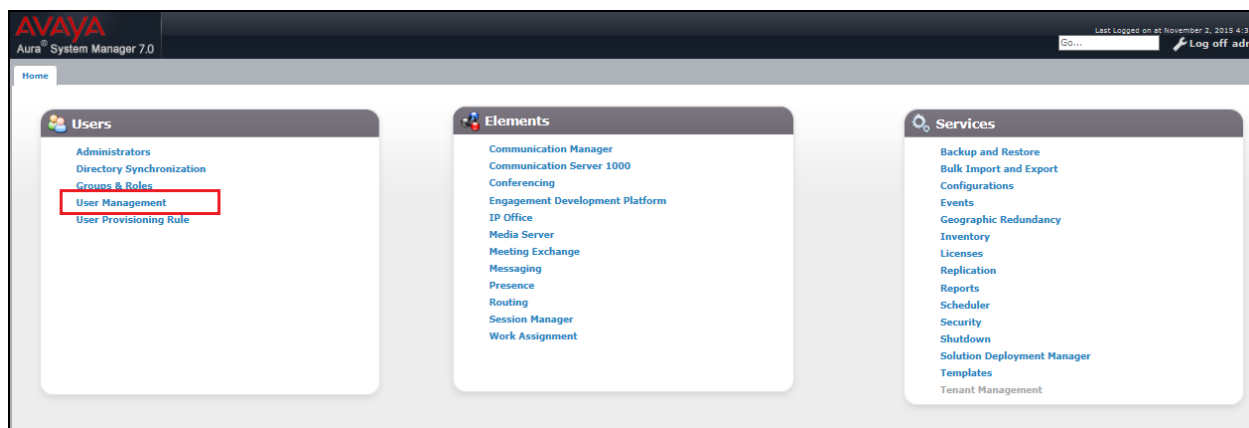 AVAYA
Aura® System Manager 7.0
Last Logged on at November 2, 2015 4:3
Go...
Log off adm
Home
Users
Administrators
Directory Synchronization
Groups & Roles
User Management
User Provisioning Rule
Elements
Communication Manager
Communication Server 1000
Conferencing
Engagement Development Platform
IP Office
Media Server
Meeting Exchange
Messaging
Presence
Routing
Session Manager
Work Assignment
Services
Backup and Restore
Bulk Import and Export
Configurations
Events
Geographic Redundancy
Inventory
Licenses
Replication
Reports
Scheduler
Security
Shutdown
Solution Deployment Manager
Templates
Tenant Management